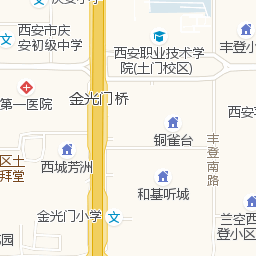 西安市庆
安初级中学
西安职业技术学
院(土门校区)
丰登小
第一医院
金光门桥
西安
铜雀台
丰登南路
区土
拜堂
西城芳洲
和基听城
金光门小学
兰空西
登小区
花园